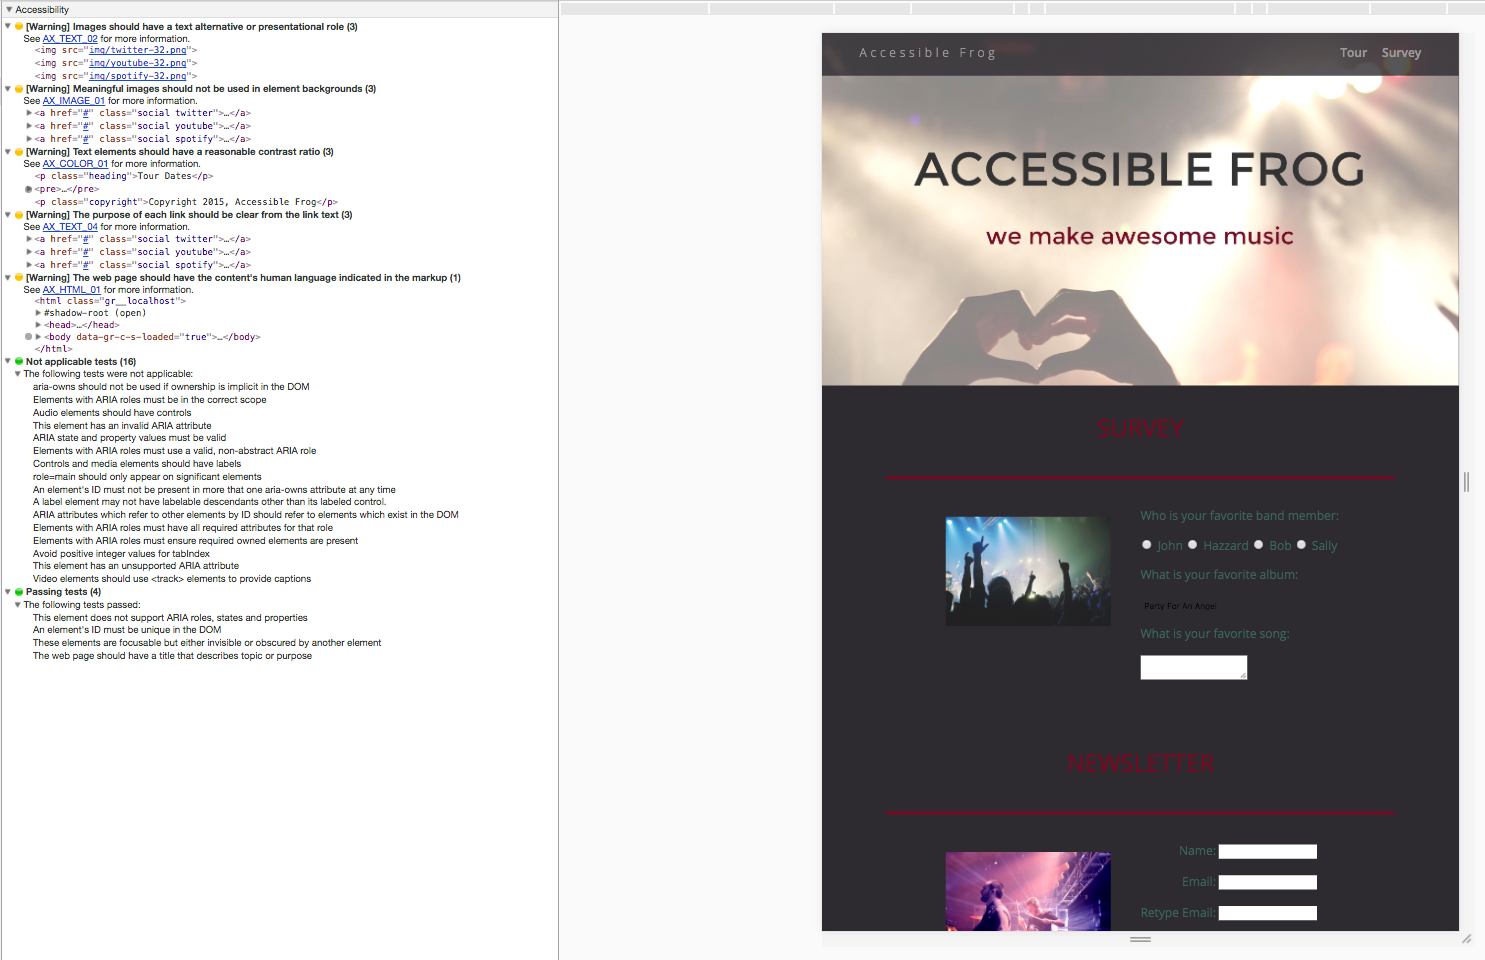 Accessibility
[Warning] Images should have a text alternative or presentational role (3)
See AX_TEXT_02 for more information.
<img src="img/twitter-32.png">
<img src="img/youtube-32.png">
<img src="img/spotify-32.png">
[Warning] Meaningful images should not be used in element backgrounds (3)
See AX_IMAGE_01 for more information.
<a href="#" class="social twitter">…</a>
<a href="#" class="social youtube">…</a>
<a href="#" class="social spotify">…</a>
[Warning] Text elements should have a reasonable contrast ratio (3)
See AX_COLOR_01 for more information.
<p class="heading">Tour Dates</p>
<pre>…</pre>
<p class="copyright">Copyright 2015, Accessible Frog</p>
[Warning] The purpose of each link should be clear from the link text (3)
See AX_TEXT_04 for more information.
<a href="#" class="social twitter">…</a>
<a href="#" class="social youtube">…</a>
<a href="#" class="social spotify">…</a>
[Warning] The web page should have the content's human language indicated in the markup (1)
See AX_HTML_01 for more information.
<html class="gr__localhost">
#shadow-root (open)
<head>…</head>
<body data-gr-c-s-loaded="true">…</body>
</html>
Not applicable tests (16)
The following tests were not applicable:
aria-owns should not be used if ownership is implicit in the DOM
Elements with ARIA roles must be in the correct scope
Audio elements should have controls
This element has an invalid ARIA attribute
ARIA state and property values must be valid
Elements with ARIA roles must use a valid, non-abstract ARIA role
Controls and media elements should have labels
role=main should only appear on significant elements
An element's ID must not be present in more that one aria-owns attribute at any time
A label element may not have labelable descendants other than its labeled control.
ARIA attributes which refer to other elements by ID should refer to elements which exist in the DOM
Elements with ARIA roles must have all required attributes for that role
Elements with ARIA roles must ensure required owned elements are present
Avoid positive integer values for tabIndex
This element has an unsupported ARIA attribute
Video elements should use <track> elements to provide captions
Passing tests (4)
The following tests passed:
This element does not support ARIA roles, states and properties
An element's ID must be unique in the DOM
These elements are focusable but either invisible or obscured by another element
The web page should have a title that describes topic or purpose
Accessible Frog
Tour Survey
ACCESSIBLE FROG
we make awesome music
SURVEY
Who is your favorite band member:
John Hazzard Bob Sally
What is your favorite album:
Party For An Angel
What is your favorite song:
NEWSLETTER
Name:
Email:
Retype Email: